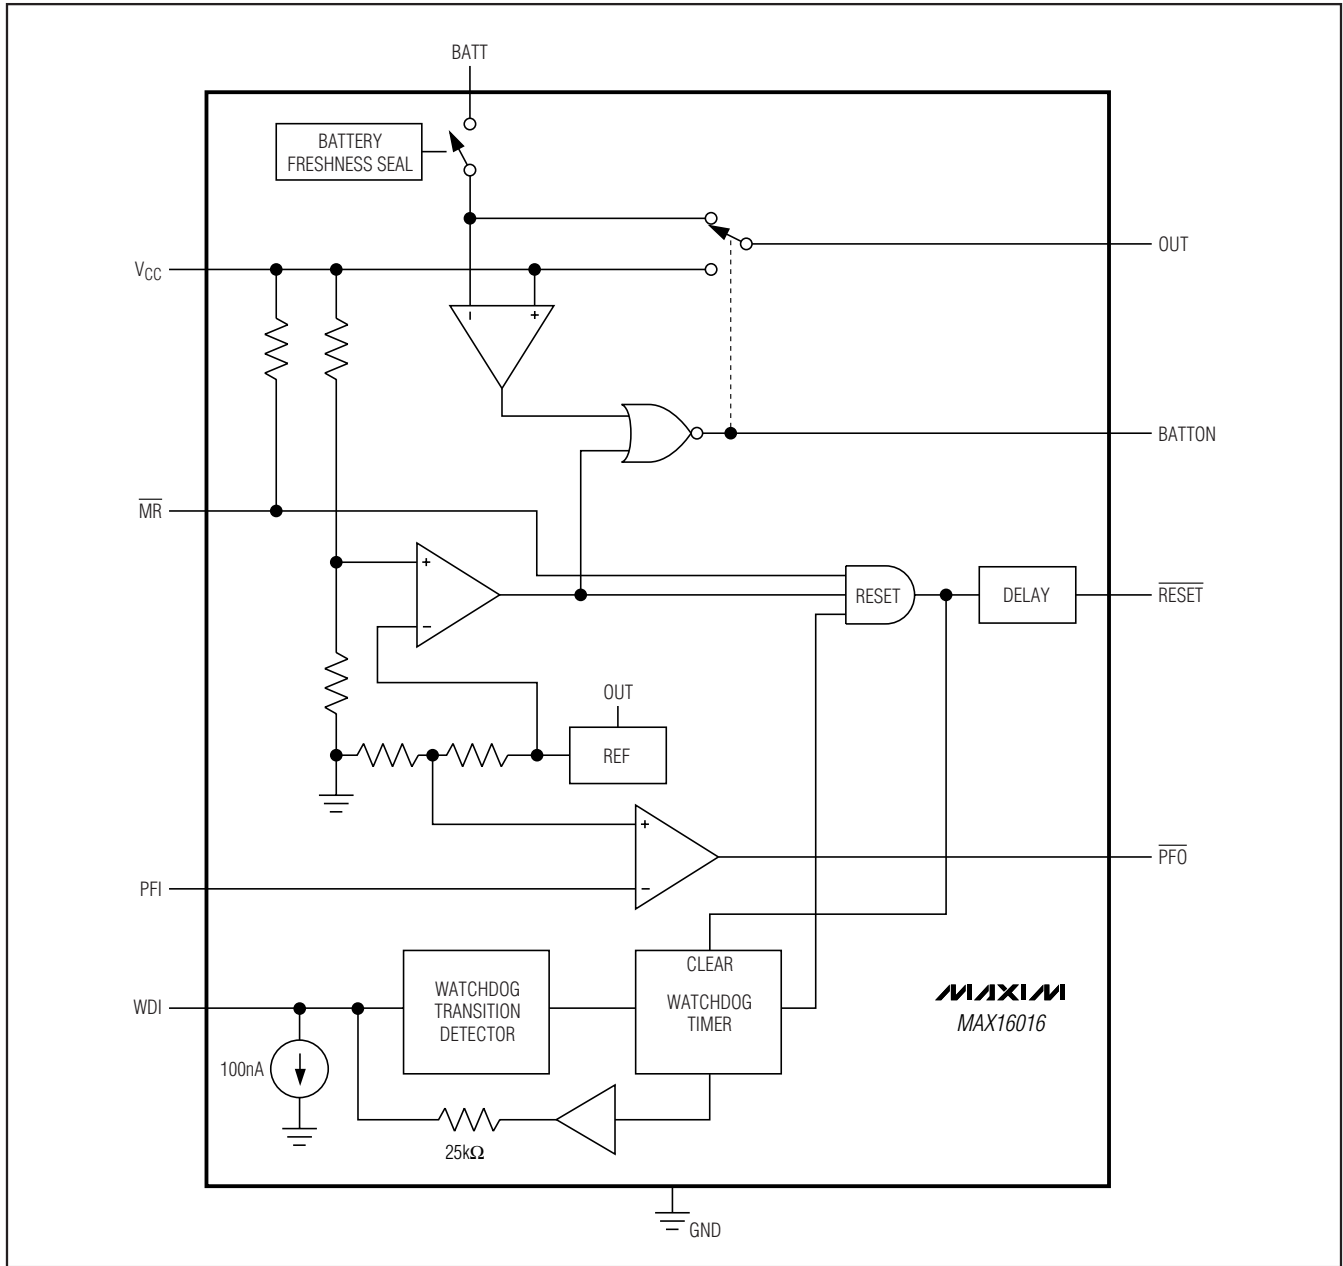 BATT
BATTERY
FRESHNESS SEAL
OUT
VCC
− +
BATTON
MR
+
RESET
DELAY
RESET
−
OUT
REF
+
PFO
PFI
−
CLEAR
WATCHDOG
TRANSITION
DETECTOR
WATCHDOG
TIMER
WDI
MAXIM
MAX16016
100nA
25kΩ
GND